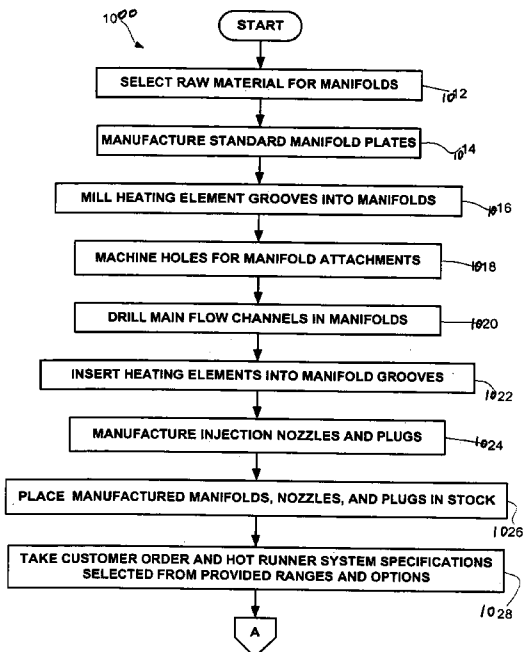 1000
START
SELECT RAW MATERIAL FOR MANIFOLDS
1012
MANUFACTURE STANDARD MANIFOLD PLATES
1014
MILL HEATING ELEMENT GROOVES INTO MANIFOLDS
1016
MACHINE HOLES FOR MANIFOLD ATTACHMENTS
1018
DRILL MAIN FLOW CHANNELS IN MANIFOLDS
1020
INSERT HEATING ELEMENTS INTO MANIFOLD GROOVES
1022
MANUFACTURE INJECTION NOZZLES AND PLUGS
1024
PLACE MANUFACTURED MANIFOLDS, NOZZLES, AND PLUGS IN STOCK
1026
TAKE CUSTOMER ORDER AND HOT RUNNER SYSTEM SPECIFICATIONS
SELECTED FROM PROVIDED RANGES AND OPTIONS
1028
A